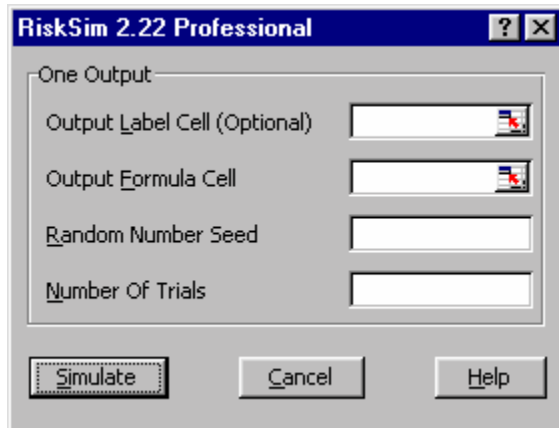 RiskSim 2.22 Professional
One Output
Output Label Cell (Optional)
Output Formula Cell
Random Number Seed
Number Of Trials
Simulate Cancel Help